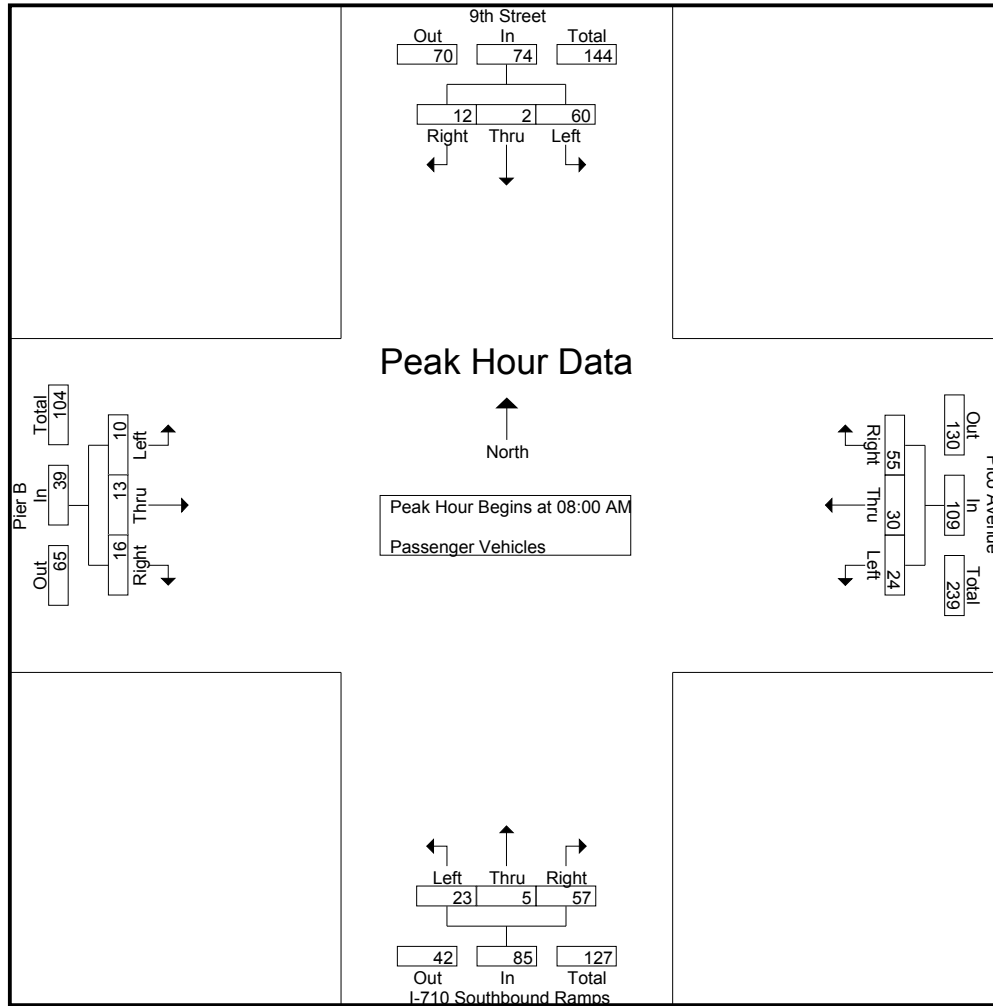 9th Street
Out In Total
70 74 144
12 2 60
Right Thru Left
Peak Hour Data
North
Peak Hour Begins at 08:00 AM
Passenger Vehicles
Pier B
Total In Out
104 39 65
10 13 16
Left Thru Right
Right Thru Left
55 30 24
130 109 239
Out In Total
Avenue
Left Thru Right
23 5 57
42 85 127
Out In Total
I-710 Southbound Ramps